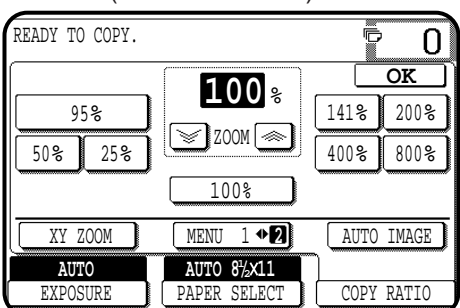 READY TO COPY. 0
OK
100 %
95% 141% 200%
ZOOM
50% 25% 400% 800%
100%
XY ZOOM MENU 1 2 AUTO IMAGE
AUTO AUTO 8½x11
EXPOSURE PAPER SELECT COPY RATIO